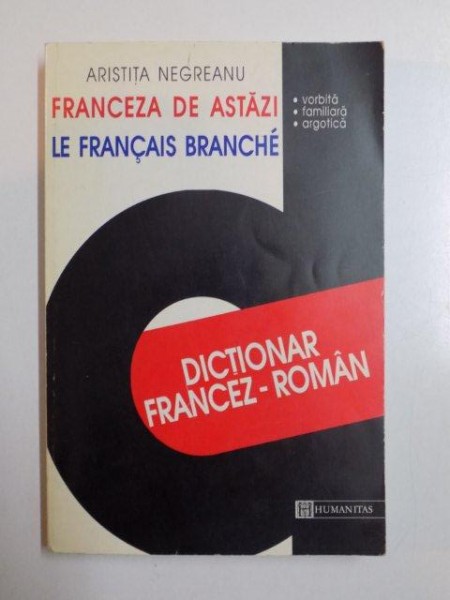 ARISTIȚA NEGREANU
FRANCEZA DE ASTĂZI
LE FRANÇAIS BRANCHÉ
• vorbită
• familiară
• argotică
DICȚIONAR
FRANCEZ - ROMÂN
HUMANITAS